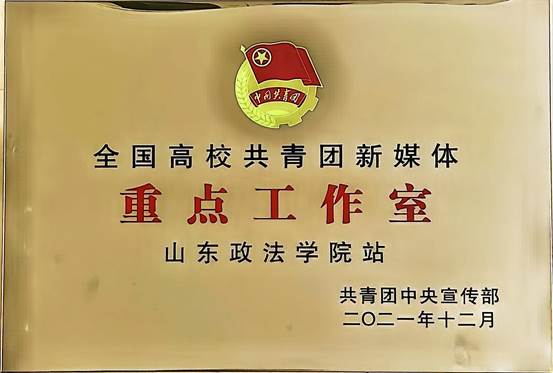 中国共青团
全国高校共青团新媒体
重点工作室
山东政法学院站
共青团中央宣传部
二〇二一年十二月